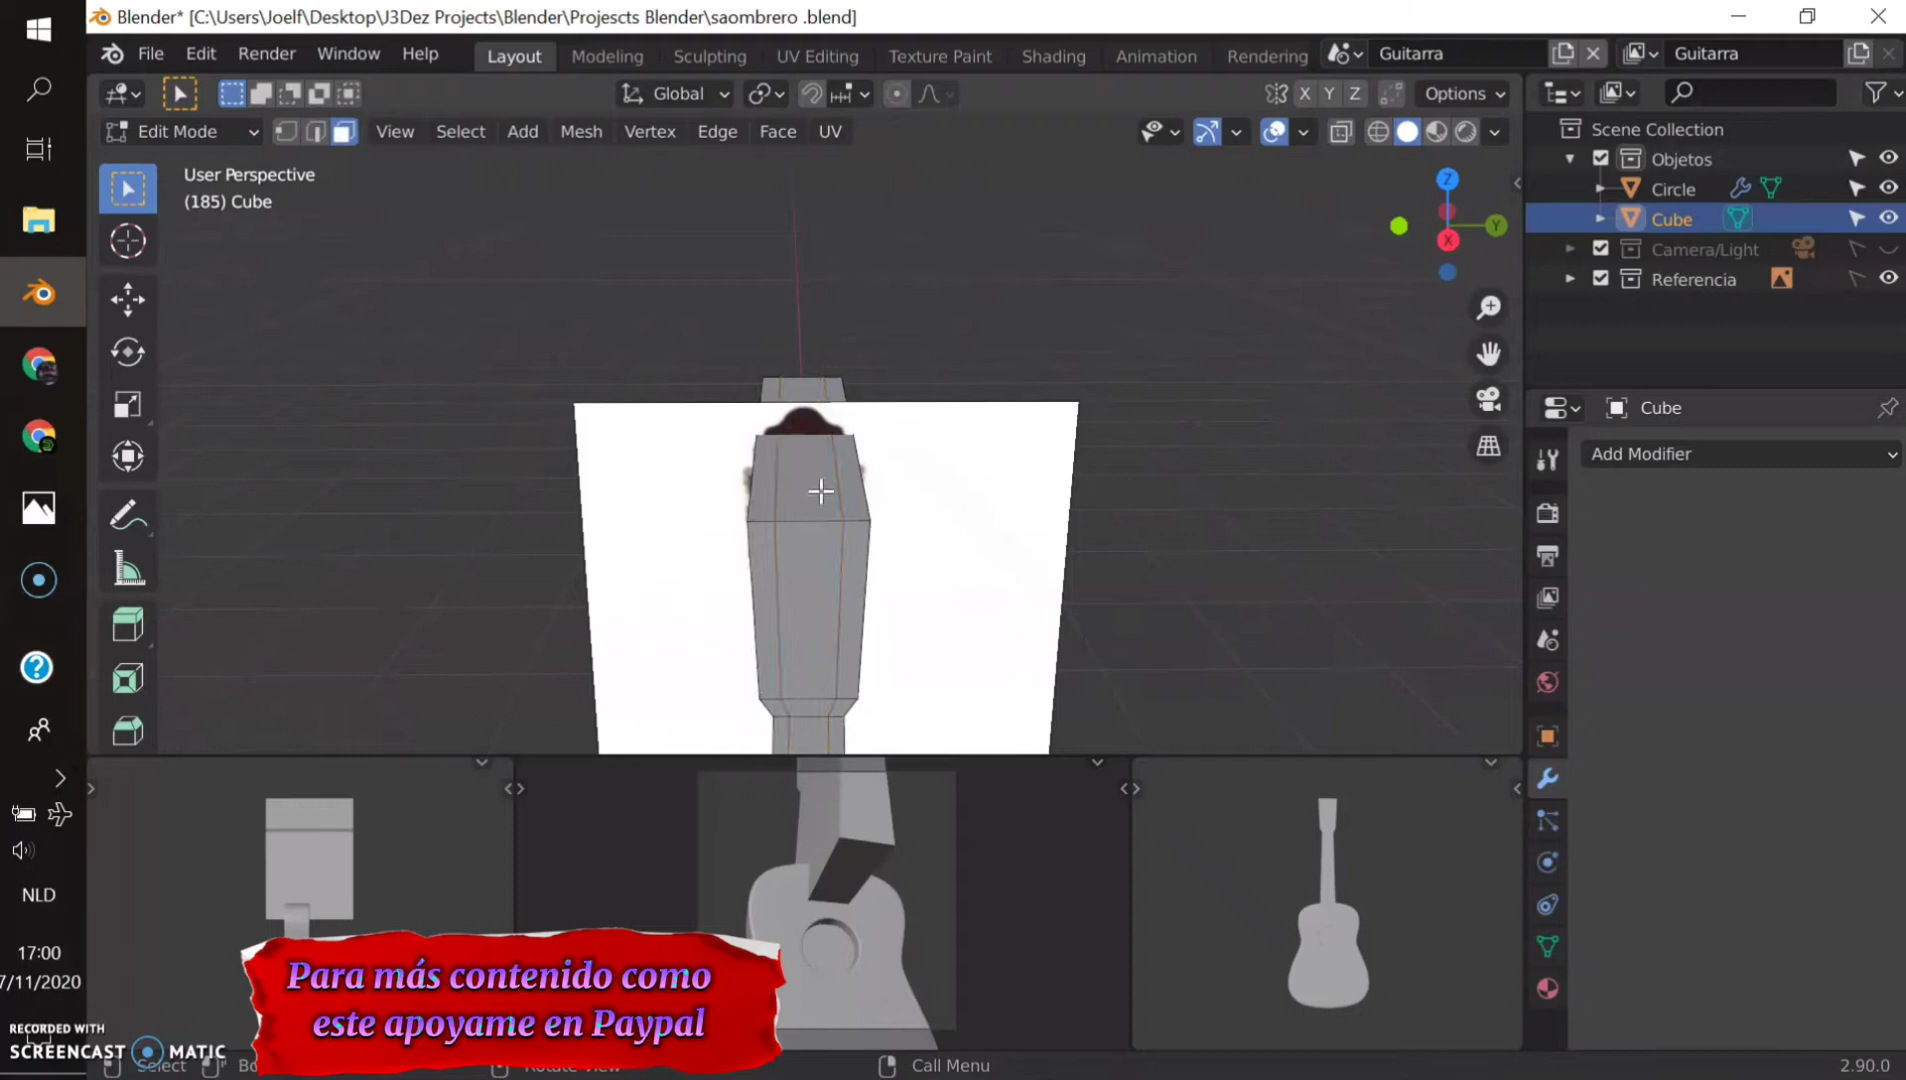 Blender* [C:\Users\Joelf\Desktop\J3Dez Projects\Blender\Projescts Blender\saombrero .blend]
File Edit Render Window Help Layout Modeling Sculpting UV Editing Texture Paint Shading Animation Rendering Guitarra Guitarra
Global X Y Z Options
Edit Mode View Select Add Mesh Vertex Edge Face UV
Scene Collection
Objetos
Circle
Cube
Camera/Light
Referencia
User Perspective
(185) Cube
Z
Y
X
Cube
Add Modifier
NLD
17:00
7/11/2020
Para más contenido como
este apoyame en Paypal
RECORDED WITH
SCREENCAST MATIC
Select
Rotate View
Call Menu
2.90.0